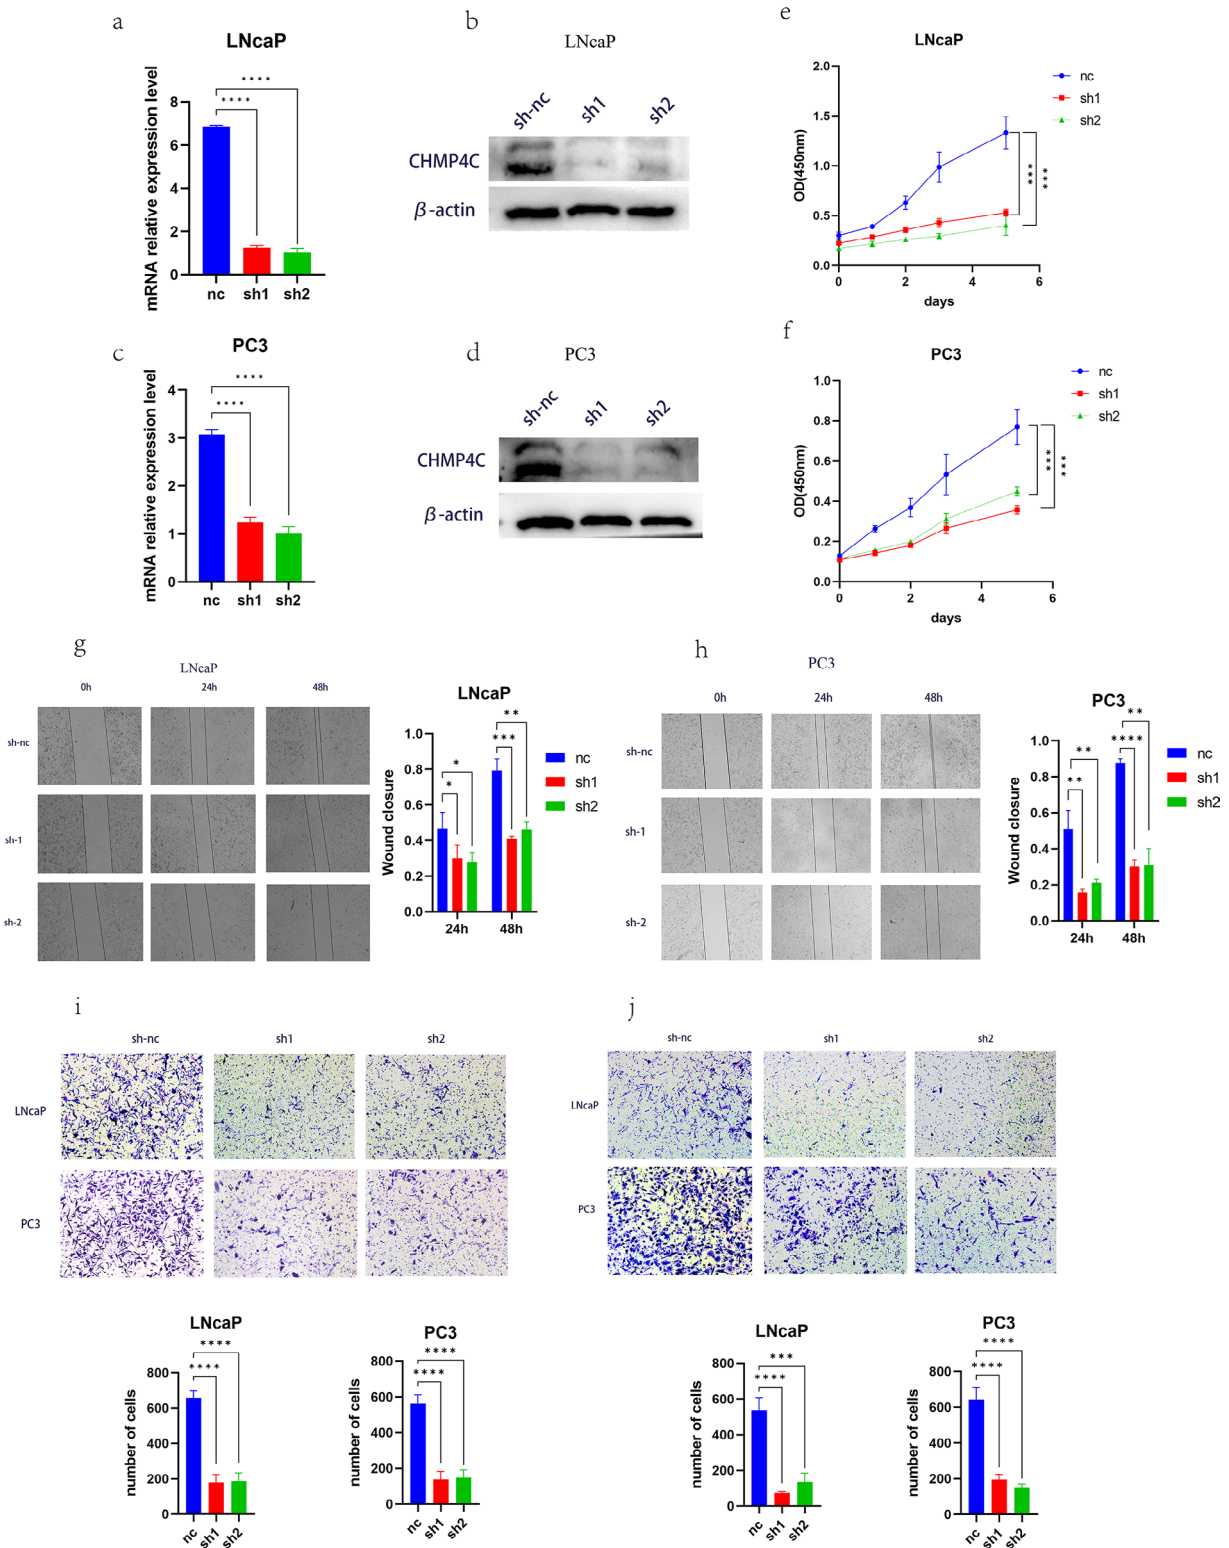 a
LNcaP
mRNA relative expression level
8
6
4
2
0
****
****
nc sh1 sh2
b
LNcaP
sh-nc sh1 sh2
CHMP4C
β-actin
e
LNcaP
OD(450nm)
2.0
1.5
1.0
0.5
0.0
0 2 4 6
days
nc
sh1
sh2
***
***
c
PC3
mRNA relative expression level
4
3
2
1
0
****
****
nc sh1 sh2
d
PC3
sh-nc sh1 sh2
CHMP4C
β-actin
f
PC3
OD(450nm)
1.0
0.8
0.6
0.4
0.2
0.0
0 2 4 6
days
nc
sh1
sh2
***
***
g
LNcaP
0h 24h 48h
sh-nc
sh-1
sh-2
LNcaP
Wound closure
1.0
0.8
0.6
0.4
0.2
0.0
*
*
**
***
24h 48h
nc
sh1
sh2
h
PC3
0h 24h 48h
sh-nc
sh-1
sh-2
PC3
Wound closure
1.0
0.8
0.6
0.4
0.2
0.0
**
**
**
****
24h 48h
nc
sh1
sh2
i
sh-nc sh1 sh2
LNcaP
PC3
LNcaP
number of cells
800
600
400
200
0
****
****
nc sh1 sh2
PC3
number of cells
800
600
400
200
0
****
****
nc sh1 sh2
j
sh-nc sh1 sh2
LNcaP
PC3
LNcaP
number of cells
800
600
400
200
0
***
****
nc sh1 sh2
PC3
number of cells
800
600
400
200
0
****
****
nc sh1 sh2